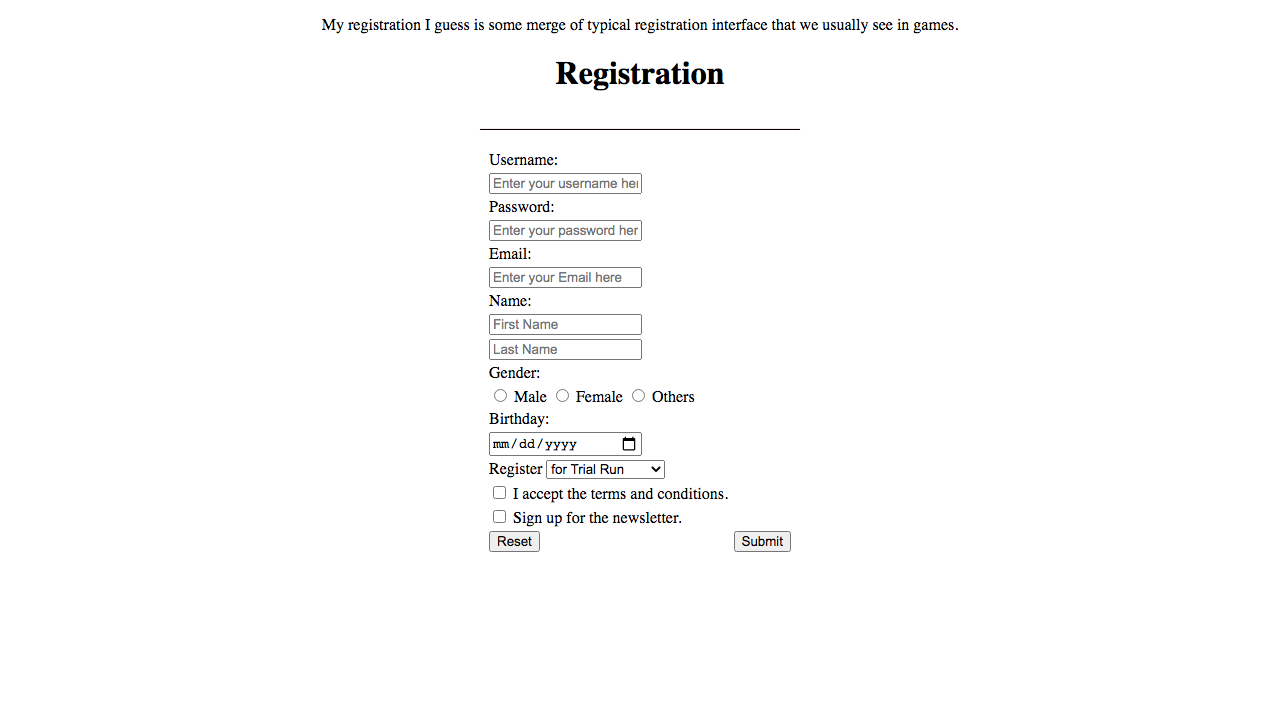 My registration I guess is some merge of typical registration interface that we usually see in games.
Registration
Username:
Enter your username her
Password:
Enter your password her
Email:
Enter your Email here
Name:
First Name
Last Name
Gender:
Male Female Others
Birthday:
mm/dd/yyyy
Register for Trial Run
I accept the terms and conditions.
Sign up for the newsletter.
Reset Submit